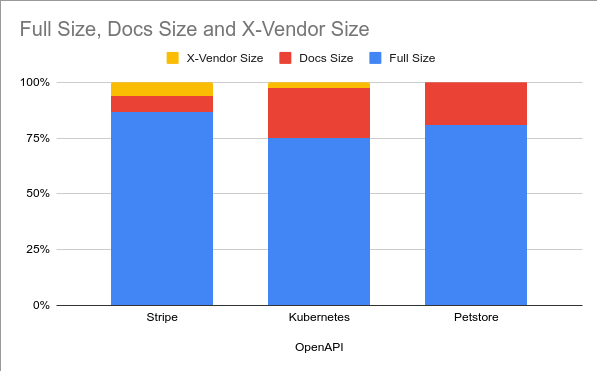 Full Size, Docs Size and X-Vendor Size
X-Vendor Size Docs Size Full Size
100%
75%
50%
25%
0%
Stripe Kubernetes Petstore
OpenAPI